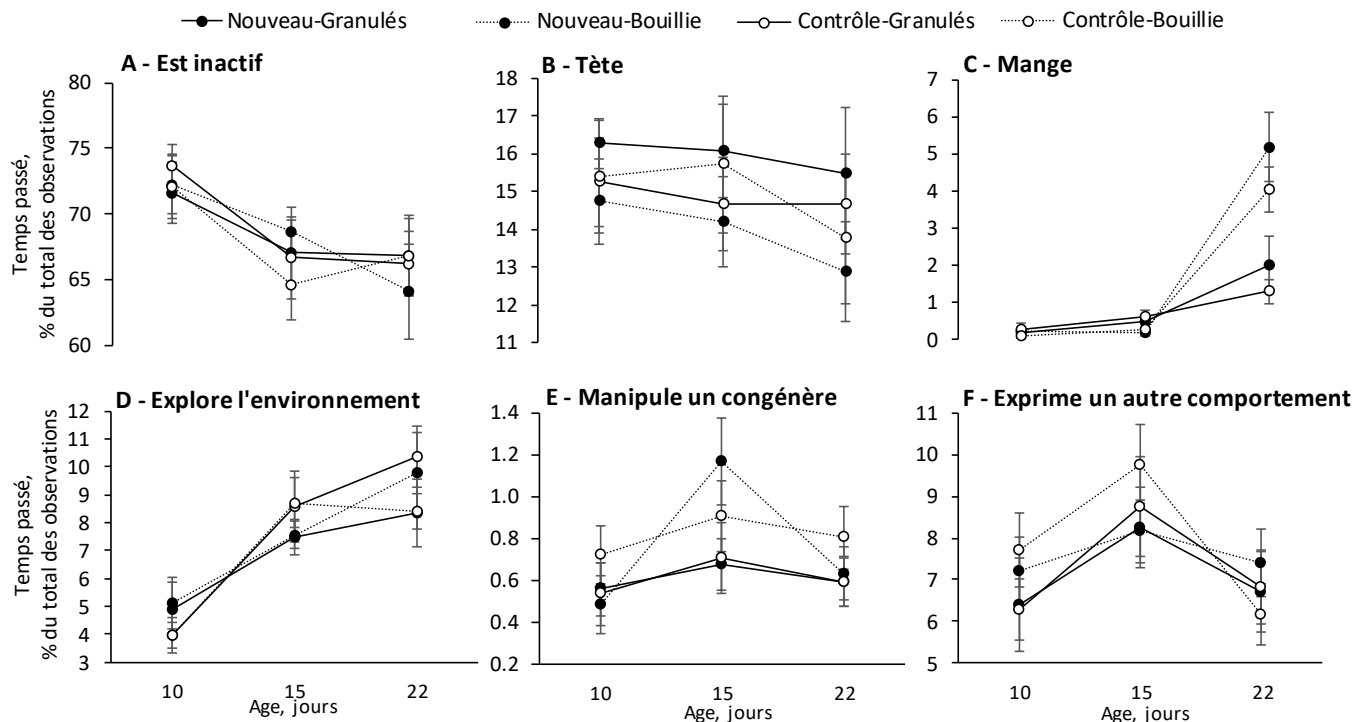 Nouveau-Granulés Nouveau-Bouillie Contrôle-Granulés Contrôle-Bouillie
A - Est inactif
80
75
70
65
60
Temps passé,
% du total des observations
B - Tète
18
17
16
15
14
13
12
11
C - Mange
7
6
5
4
3
2
1
0
D - Explore l'environnement
12
11
10
9
8
7
6
5
4
3
Temps passé,
% du total des observations
10 15 22
Age, jours
E - Manipule un congénère
1.4
1.2
1.0
0.8
0.6
0.4
0.2
10 15 22
Age, jours
F - Exprime un autre comportement
11
10
9
8
7
6
5
10 15 22
Age, jours